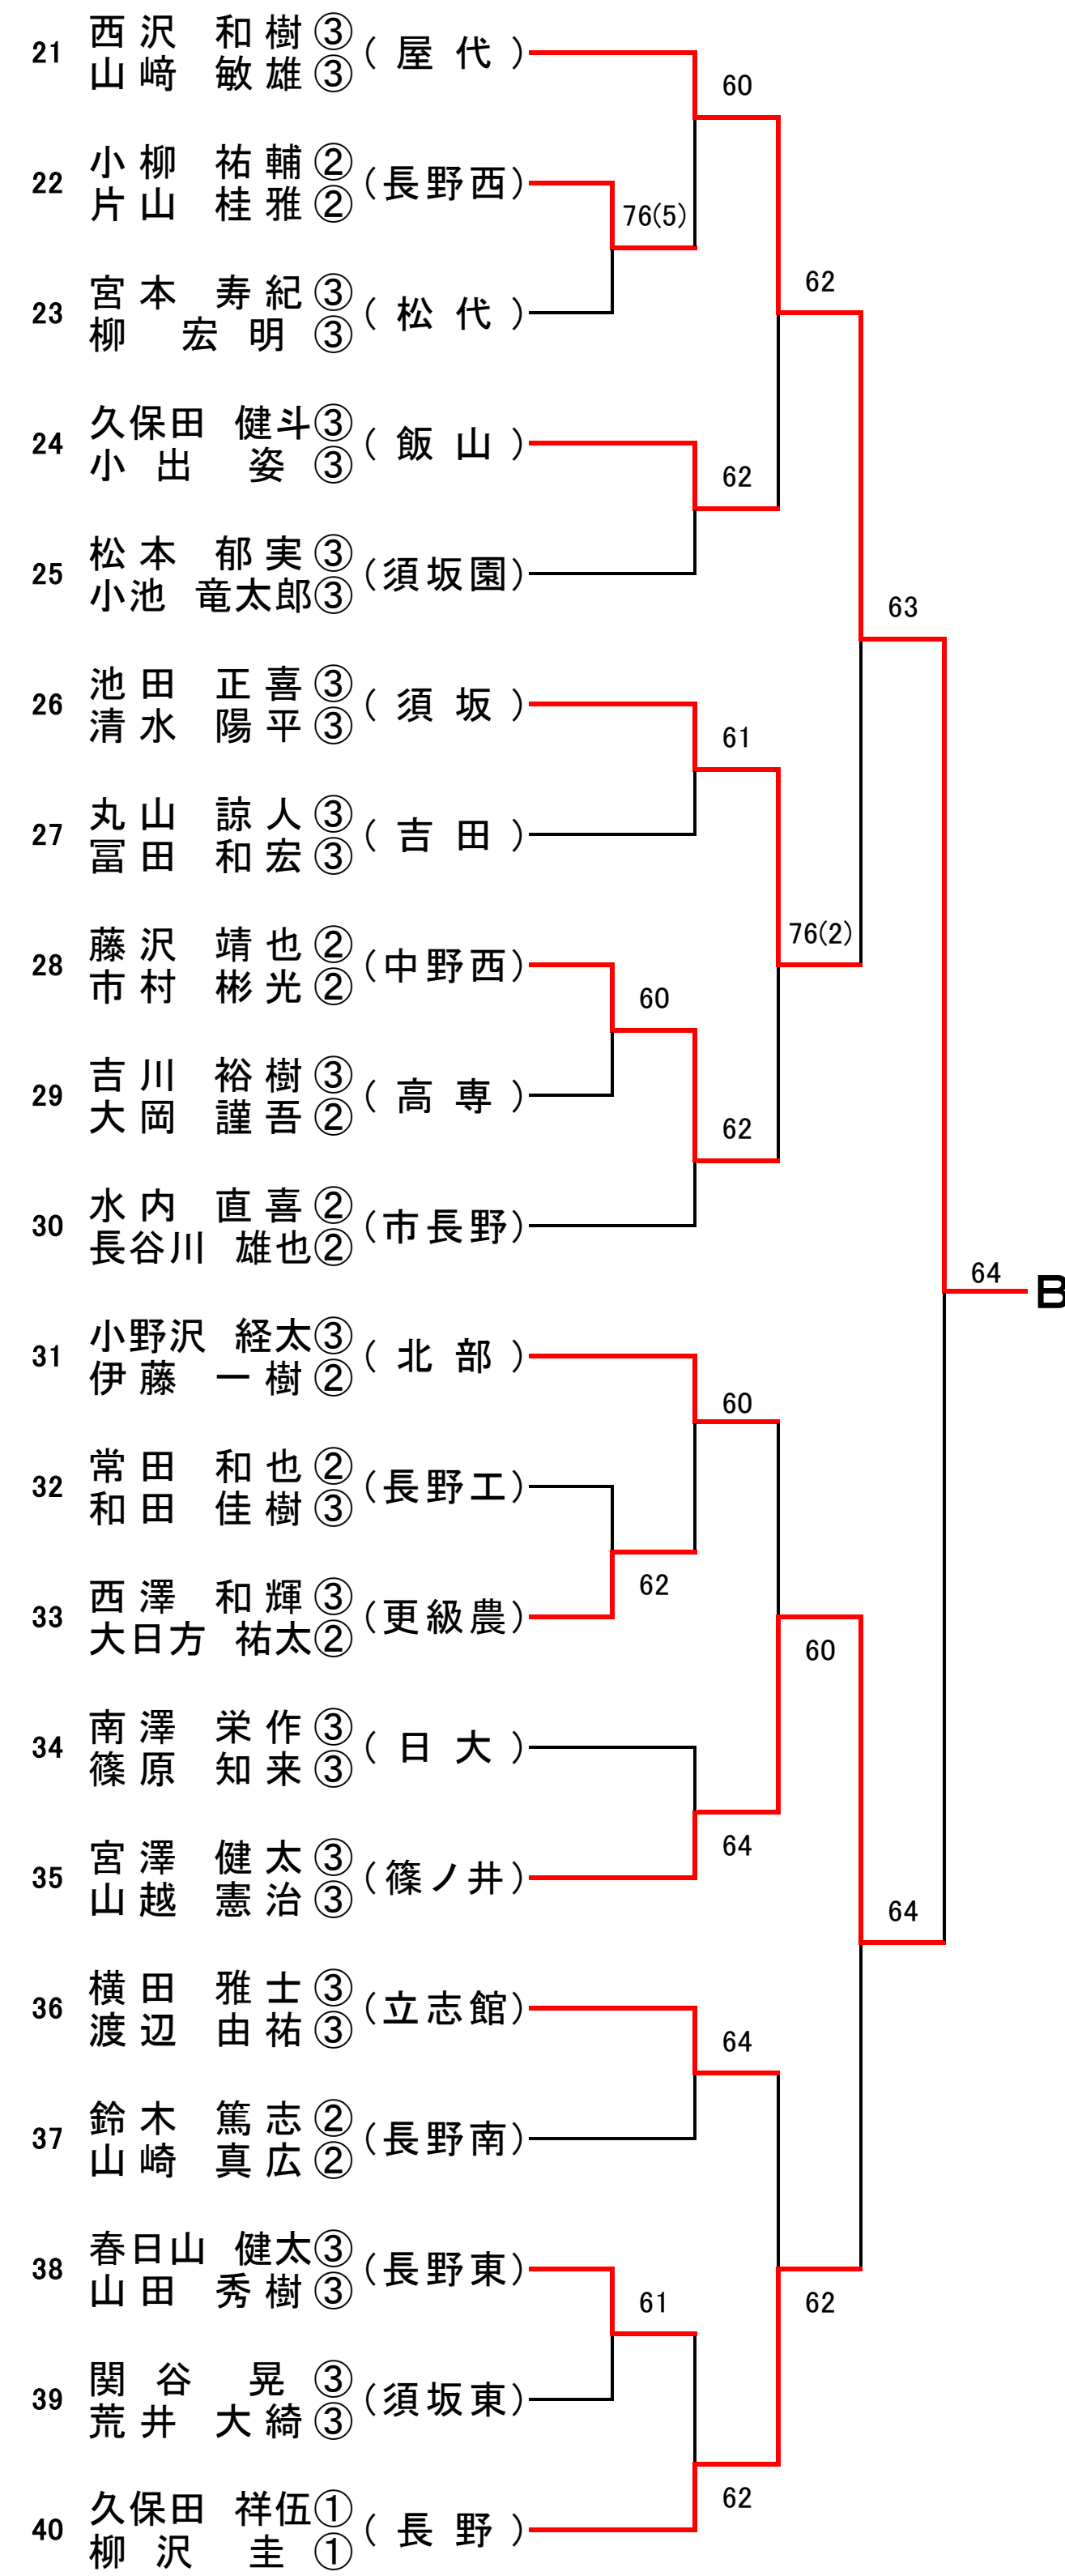 西沢 和樹 ③
21 (屋代)
山﨑 敏雄 ③
60
小柳 祐輔 ②
22 (長野西)
片山 桂雅 ②
76(5)
宮本 寿紀 ③
23 (松代)
柳 宏明 ③
62
久保田 健斗 ③
24 (飯山)
小出 姿 ③
62
松本 郁実 ③
25 (須坂園)
小池 竜太郎 ③
63
池田 正喜 ③
26 (須坂)
清水 陽平 ③
61
丸山 諒人 ③
27 (吉田)
冨田 和宏 ③
76(2)
藤沢 靖也 ②
28 (中野西)
市村 彬光 ②
60
吉川 裕樹 ③
29 (高専)
大岡 謹吾 ②
62
水内 直喜 ②
30 (市長野)
長谷川 雄也 ②
64 B
小野沢 経太 ③
31 (北部)
伊藤 一樹 ②
60
常田 和也 ②
32 (長野工)
和田 佳樹 ③
62
西澤 和輝 ③
33 (更級農)
大日方 祐太 ②
60
南澤 栄作 ③
34 (日大)
篠原 知来 ③
64
宮澤 健太 ③
35 (篠ノ井)
山越 憲治 ③
64
横田 雅士 ③
36 (立志館)
渡辺 由祐 ③
64
鈴木 篤志 ②
37 (長野南)
山崎 真広 ②
春日山 健太 ③
38 (長野東)
山田 秀樹 ③
61
62
関谷 晃 ③
39 (須坂東)
荒井 大綺 ③
62
久保田 祥伍 ①
40 (長野)
柳沢 圭 ①